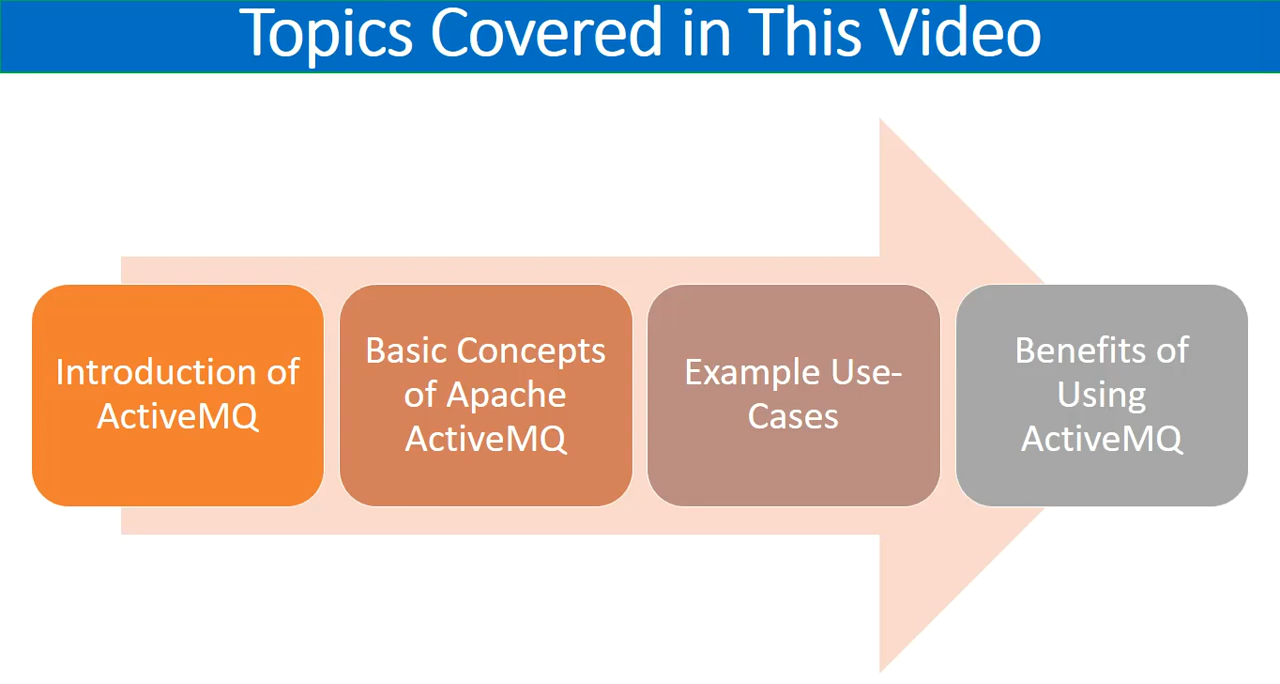 Topics Covered in This Video
Introduction of
ActiveMQ
Basic Concepts
of Apache
ActiveMQ
Example Use-
Cases
Benefits of
Using
ActiveMQ